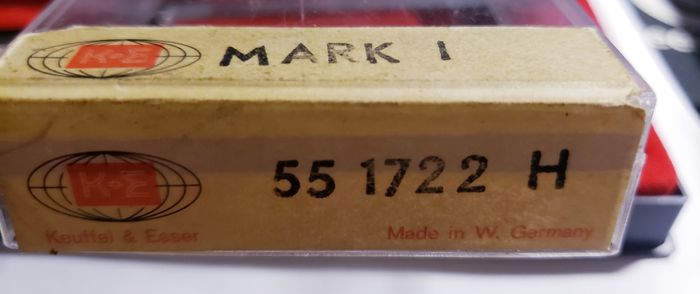 K+E MARK I
K+E 55 1722 H
Keuffel & Esser Made in W. Germany